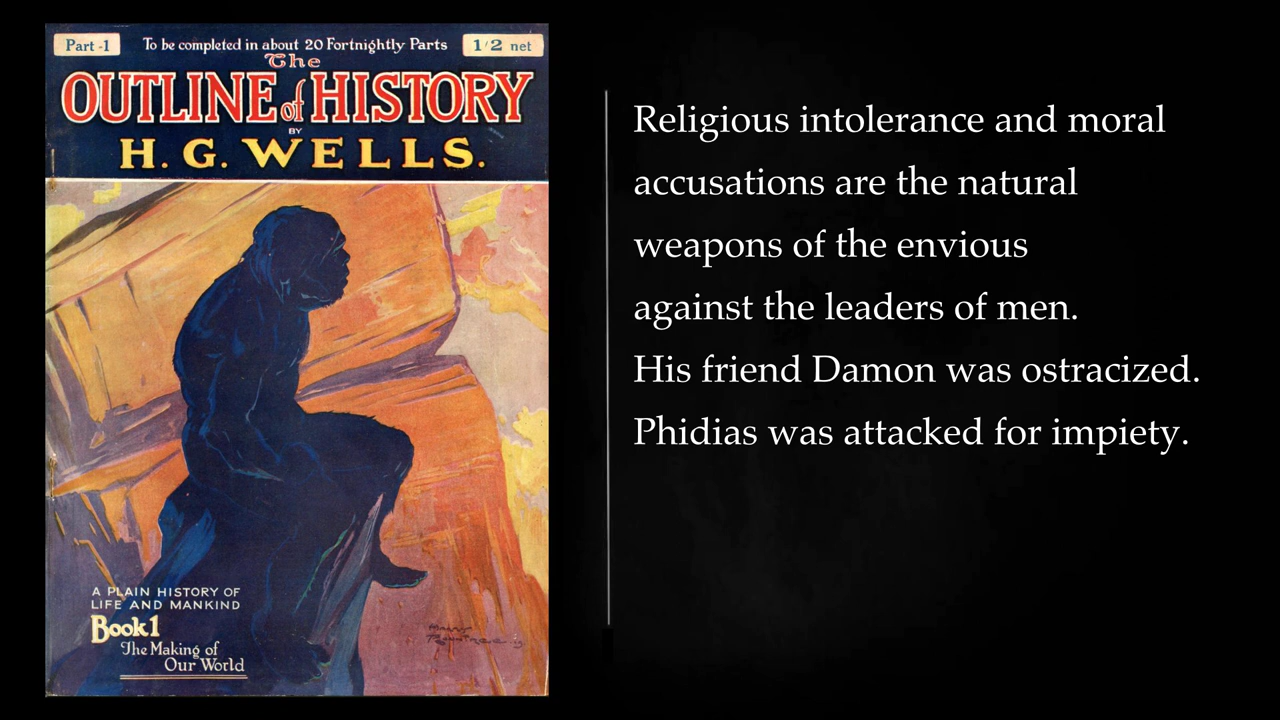 Part -1
To be completed in about 20 Fortnightly Parts
1/2 net
The
OUTLINE of HISTORY
BY
H. G. WELLS.
A PLAIN HISTORY OF
LIFE AND MANKIND
Book 1
The Making of
Our World
Religious intolerance and moral
accusations are the natural
weapons of the envious
against the leaders of men.
His friend Damon was ostracized.
Phidias was attacked for impiety.